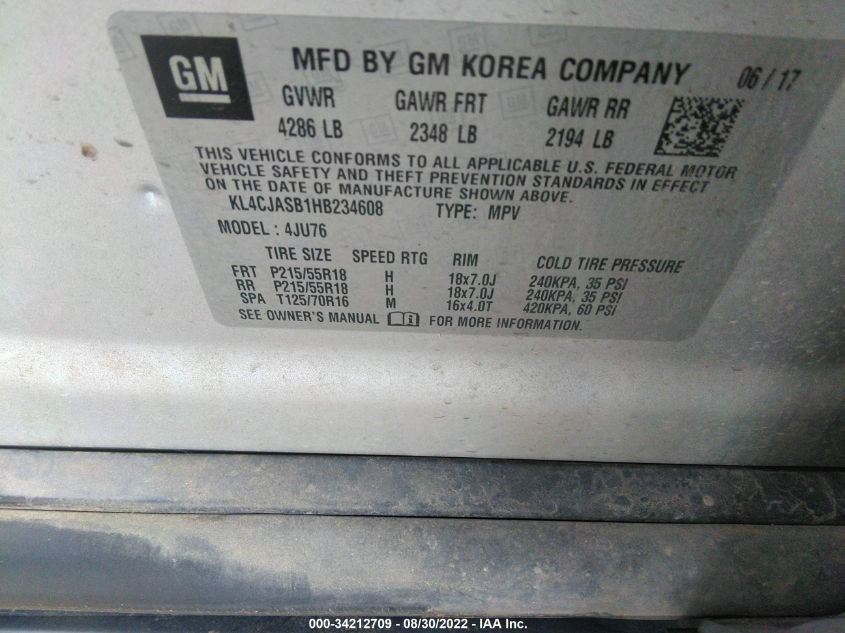 GM MFD BY GM KOREA COMPANY 06 / 17
GVWR GAWR FRT GAWR RR
4286 LB 2348 LB 2194 LB
THIS VEHICLE CONFORMS TO ALL APPLICABLE U.S. FEDERAL MOTOR
VEHICLE SAFETY AND THEFT PREVENTION STANDARDS IN EFFECT
ON THE DATE OF MANUFACTURE SHOWN ABOVE.
KL4CJASB1HB234608 TYPE: MPV
MODEL : 4JU76
TIRE SIZE SPEED RTG RIM COLD TIRE PRESSURE
FRT P215/55R18 H 18x7.0J 240KPA, 35 PSI
RR P215/55R18 H 18x7.0J 240KPA, 35 PSI
SPA T125/70R16 M 16x4.0T 420KPA, 60 PSI
SEE OWNER'S MANUAL FOR MORE INFORMATION.
000-34212709 - 08/30/2022 - IAA Inc.